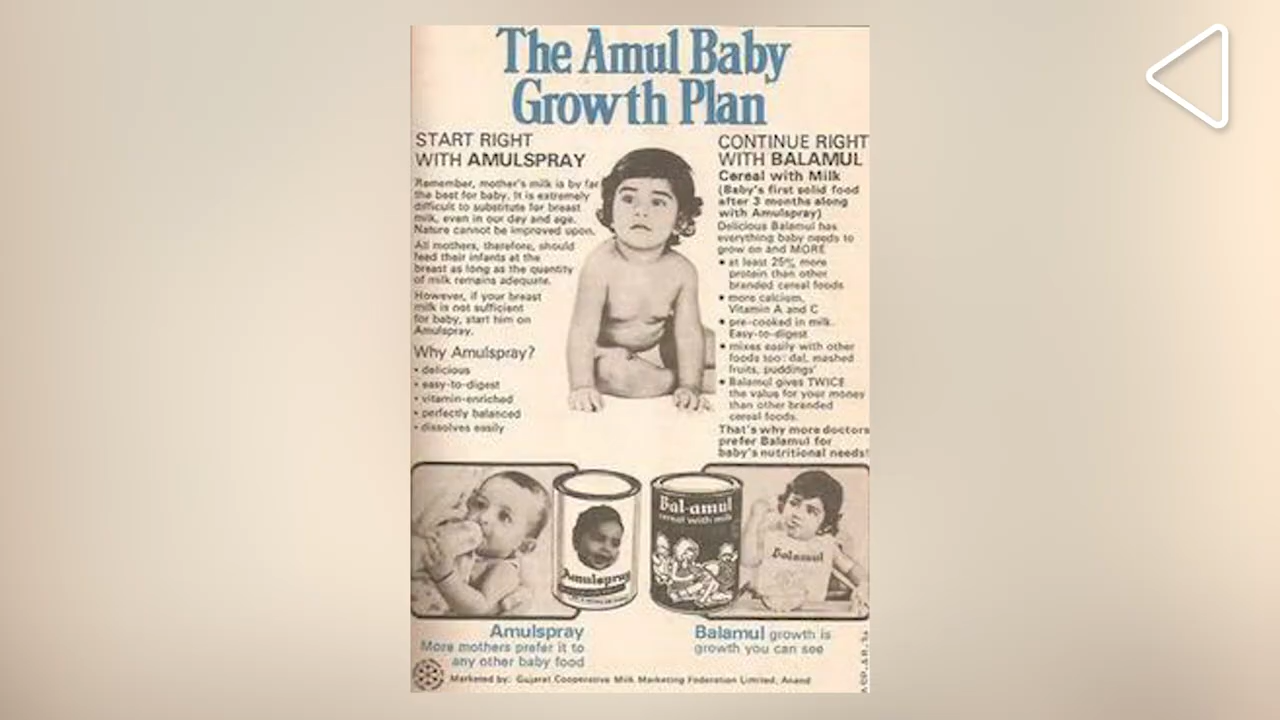 The Amul Baby
Growth Plan
START RIGHT
WITH AMULSPRAY
Remember, mother's milk is by far
the best for baby. It is extremely
difficult to substitute for breast
milk, even in our day and age.
Nature cannot be improved upon.
All mothers, therefore, should
feed their infants at the
breast as long as the quantity
of milk remains adequate.
However, if your breast
milk is not sufficient
for baby, start him on
Amulspray.
Why Amulspray?
• delicious
• easy-to-digest
• vitamin-enriched
• perfectly balanced
• dissolves easily
CONTINUE RIGHT
WITH BALAMUL
Cereal with Milk
(Baby's first solid food
after 3 months along
with Amulspray)
Delicious Balamul has
everything baby needs to
grow on and MORE
• at least 25% more
protein than other
branded cereal foods
• more calcium,
Vitamin A and C
• pre-cooked in milk.
Easy-to-digest
• mixes easily with other
foods too: dal, mashed
fruits, puddings'
• Balamul gives TWICE
the value for your money
than other branded
cereal foods.
That's why more doctors
prefer Balamul for
baby's nutritional needs!
Amulspray
Bal-amul
cereal with milk
Balamul
Amulspray
More mothers prefer it to
any other baby food
Balamul growth is
growth you can see
Marketed by: Gujarat Cooperative Milk Marketing Federation Limited, Anand